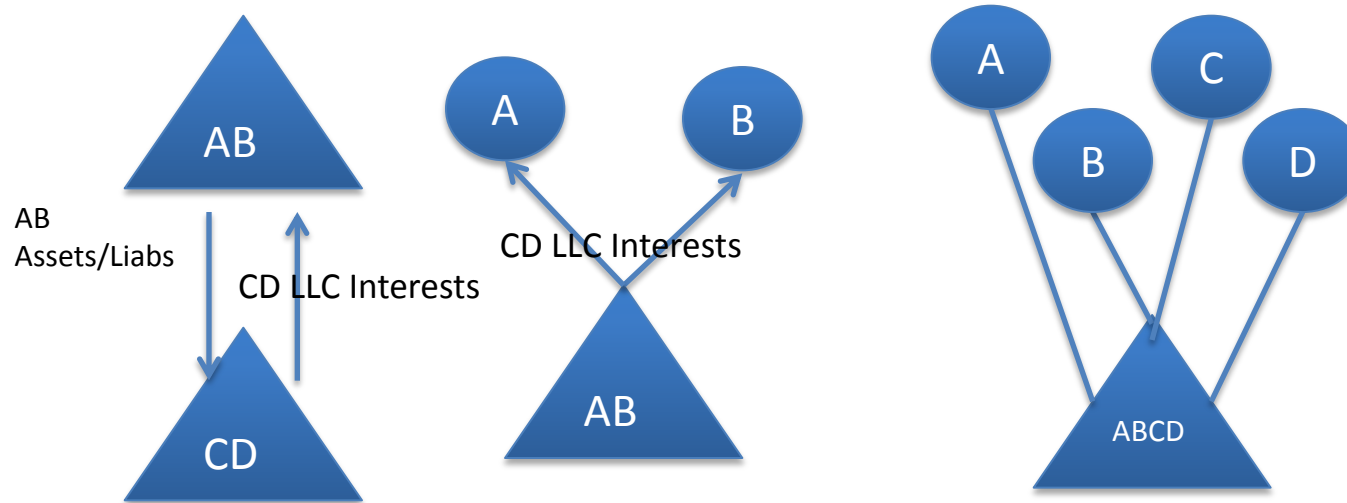 AB
AB
Assets/Liabs
CD LLC Interests
CD
A
B
CD LLC Interests
AB
A
C
B
D
ABCD